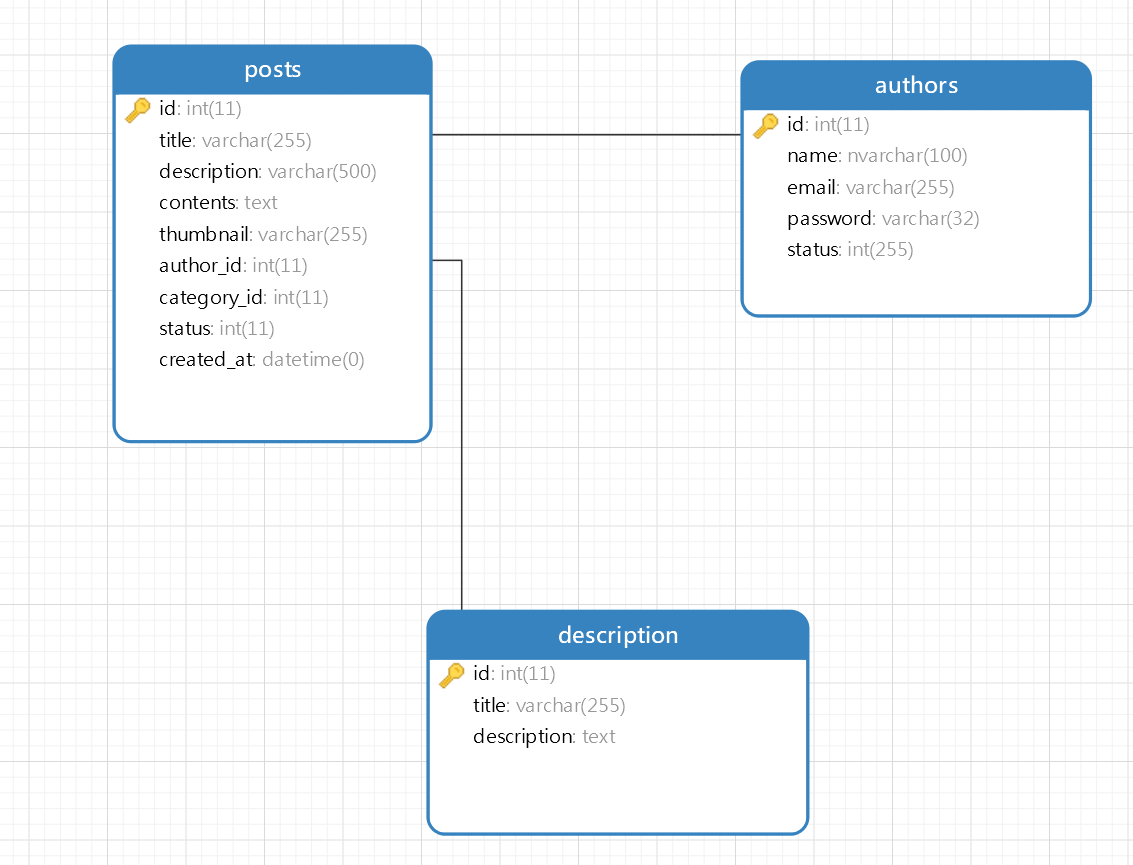 posts
id: int(11)
title: varchar(255)
description: varchar(500)
contents: text
thumbnail: varchar(255)
author_id: int(11)
category_id: int(11)
status: int(11)
created_at: datetime(0)
authors
id: int(11)
name: nvarchar(100)
email: varchar(255)
password: varchar(32)
status: int(255)
description
id: int(11)
title: varchar(255)
description: text